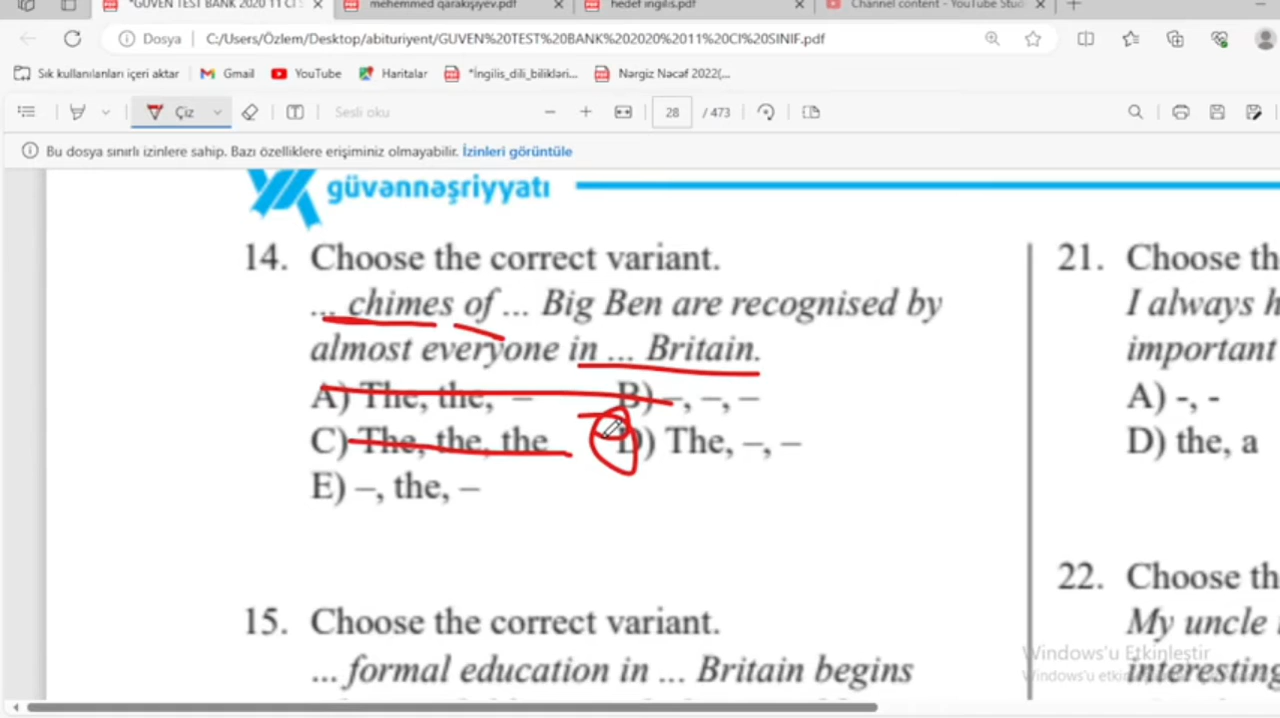 *GUVEN TEST BANK 2020 11 CI S
mehemmed qarakışıyev.pdf
hedef ingilis.pdf
Channel content - YouTube Stud
Dosya C:/Users/Özlem/Desktop/abituriyent/GUVEN%20TEST%20BANK%202020%2011%20CI%20SINIF.pdf
Sık kullanılanları içeri aktar Gmail YouTube Haritalar *İngilis_dili_bilikləri... Nərgiz Nəcəf 2022(...
Çiz Sesli oku 28 / 473
Bu dosya sınırlı izinlere sahip. Bazı özelliklere erişiminiz olmayabilir. İzinleri görüntüle
güvənnəşriyyatı
14. Choose the correct variant.
... chimes of ... Big Ben are recognised by
almost everyone in ... Britain.
A) The, the, – B) –, –, –
C) The, the, the D) The, –, –
E) –, the, –
15. Choose the correct variant.
... formal education in ... Britain begins
21. Choose th
I always h
important
A) -, -
D) the, a
22. Choose th
My uncle
interesting
Windows'u Etkinleştir